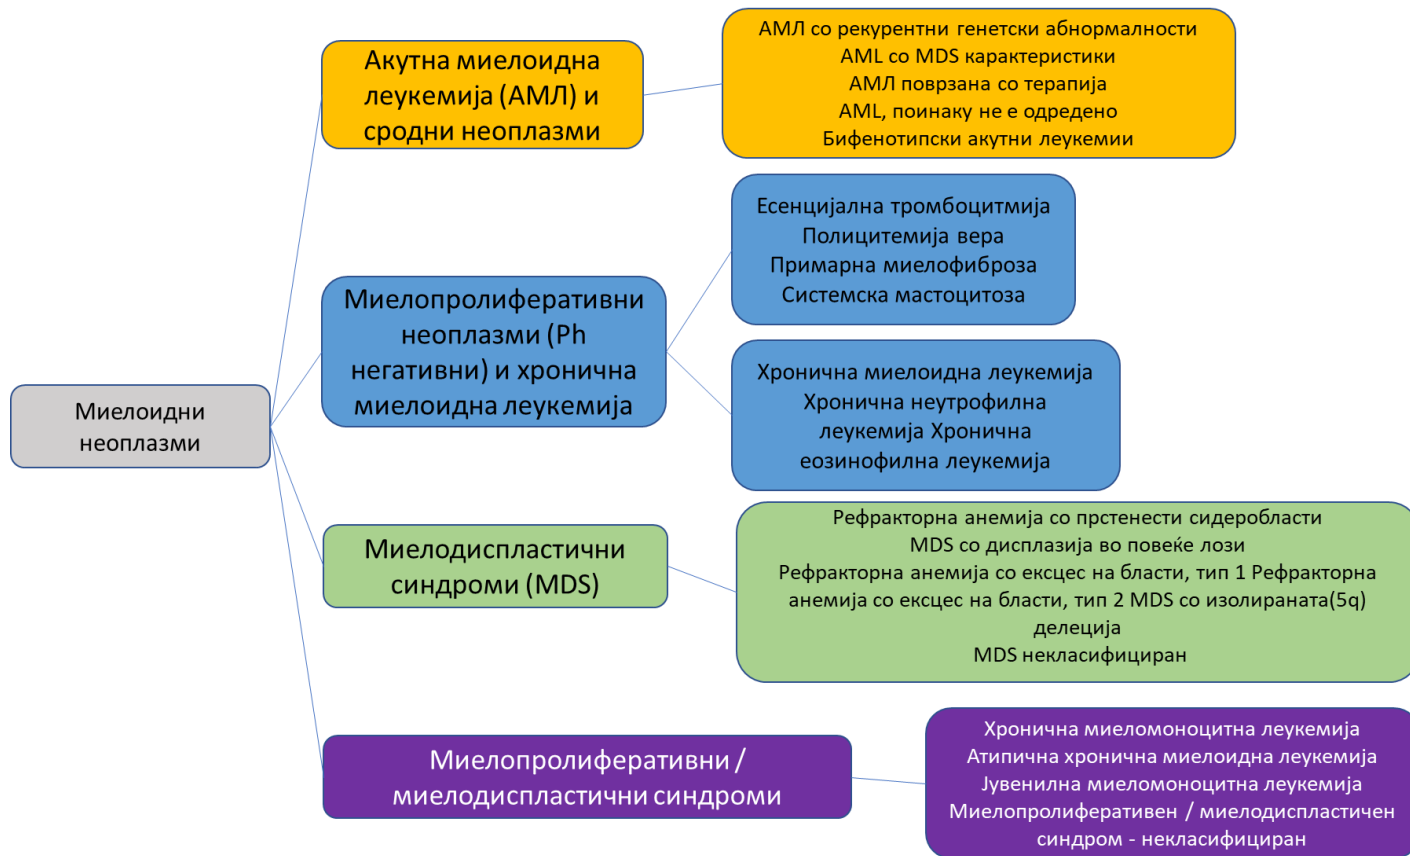 Миелоидни
неоплазми
Акутна миелоидна
леукемија (АМЛ) и
сродни неоплазми
АМЛ со рекурентни генетски абнормалности
AML со MDS карактеристики
АМЛ поврзана со терапија
AML, поинаку не е одредено
Бифенотипски акутни леукемии
Миелопролиферативни
неоплазми (Ph
негативни) и хронична
миелоидна леукемија
Есенцијална тромбоцитмија
Полицитемија вера
Примарна миелофиброза
Системска мастоцитоза
Хронична миелоидна леукемија
Хронична неутрофилна
леукемија Хронична
еозинофилна леукемија
Миелодиспластични
синдроми (MDS)
Рефракторна анемија со прстенести сидеробласти
MDS со дисплазија во повеќе лози
Рефракторна анемија со ексцес на бласти, тип 1 Рефракторна
анемија со ексцес на бласти, тип 2 MDS со изолираната(5q)
делеција
MDS некласифициран
Миелопролиферативни /
миелодиспластични синдроми
Хронична миеломоноцитна леукемија
Атипична хронична миелоидна леукемија
Јувенилна миеломоноцитна леукемија
Миелопролиферативен / миелодиспластичен
синдром - некласифициран